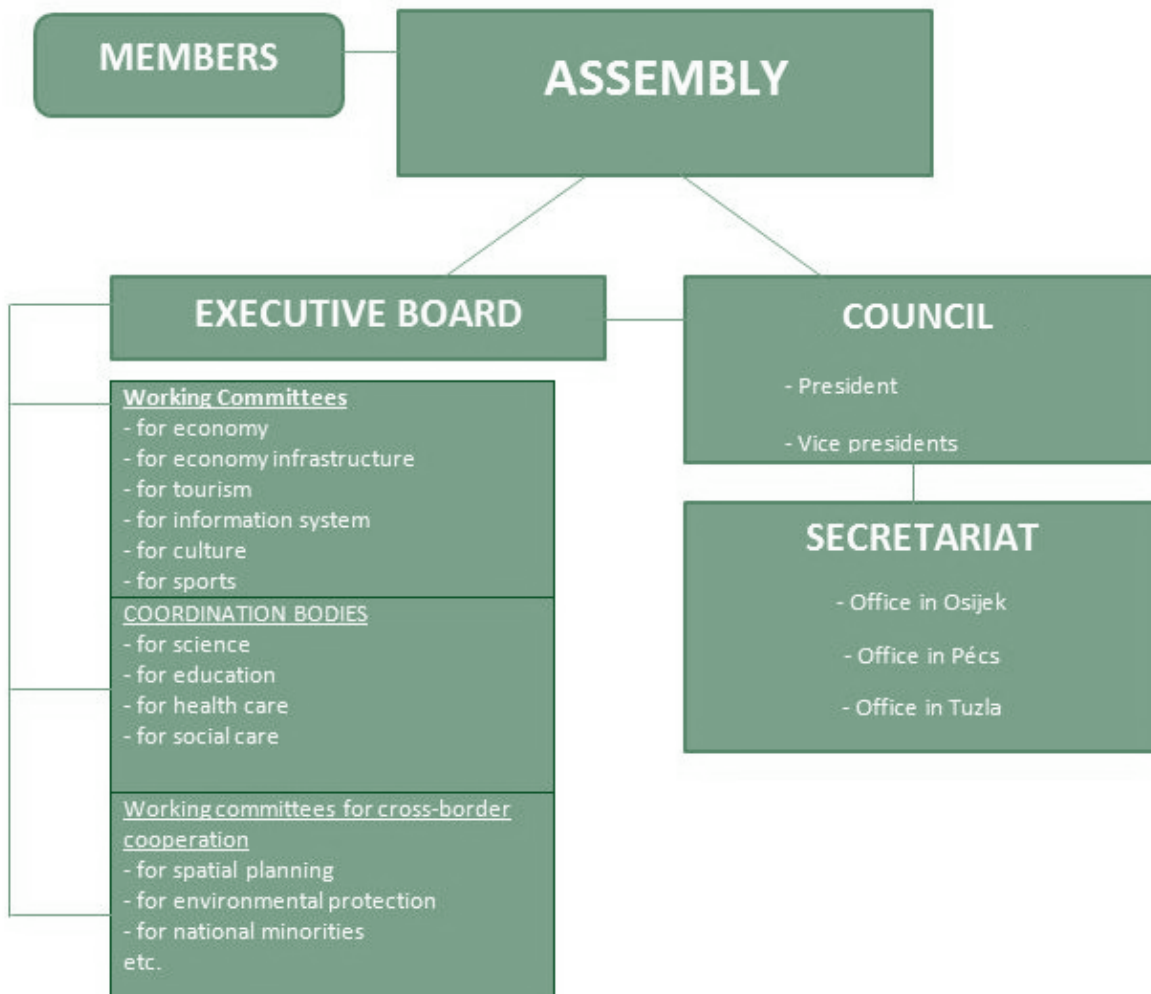 MEMBERS
ASSEMBLY
EXECUTIVE BOARD
Working Committees
- for economy
- for economy infrastructure
- for tourism
- for information system
- for culture
- for sports
COORDINATION BODIES
- for science
- for education
- for health care
- for social care
Working committees for cross-border
cooperation
- for spatial planning
- for environmental protection
- for national minorities
etc.
COUNCIL
- President
- Vice presidents
SECRETARIAT
- Office in Osijek
- Office in Pécs
- Office in Tuzla